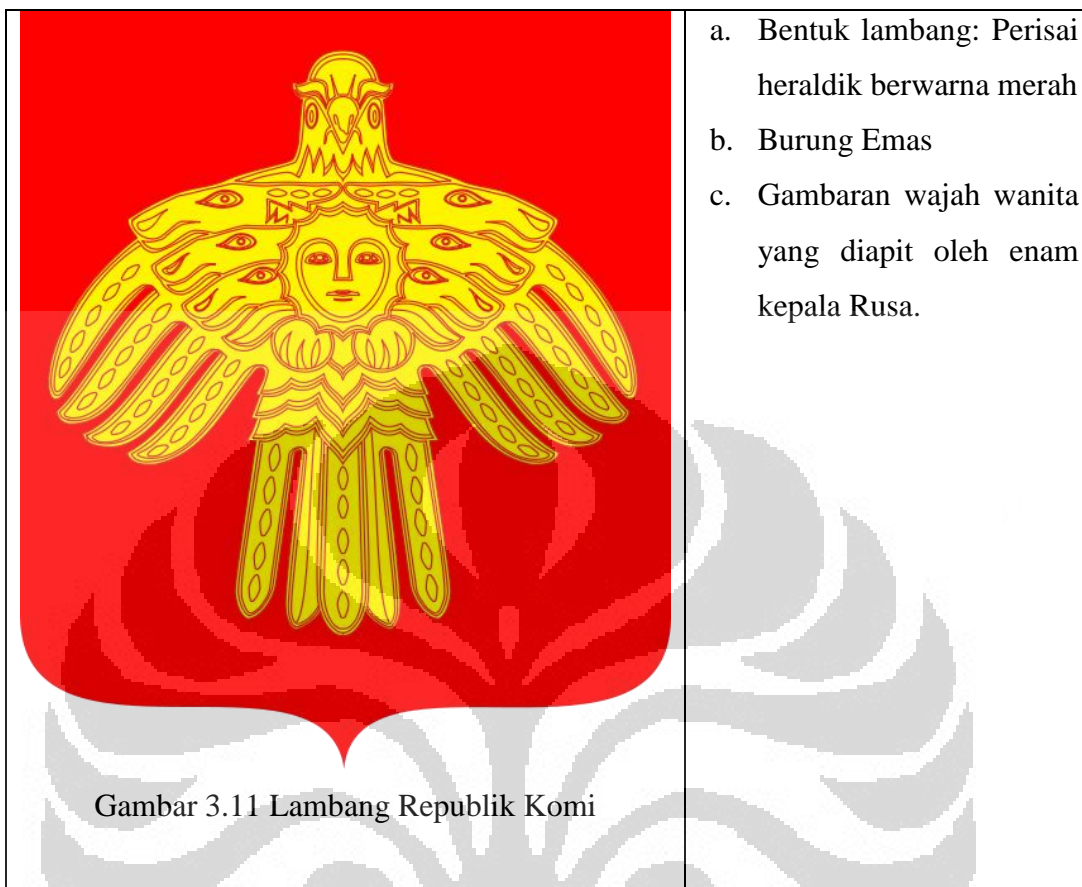 a. Bentuk lambang: Perisai
heraldik berwarna merah
b. Burung Emas
c. Gambaran wajah wanita
yang diapit oleh enam
kepala Rusa.
Gambar 3.11 Lambang Republik Komi